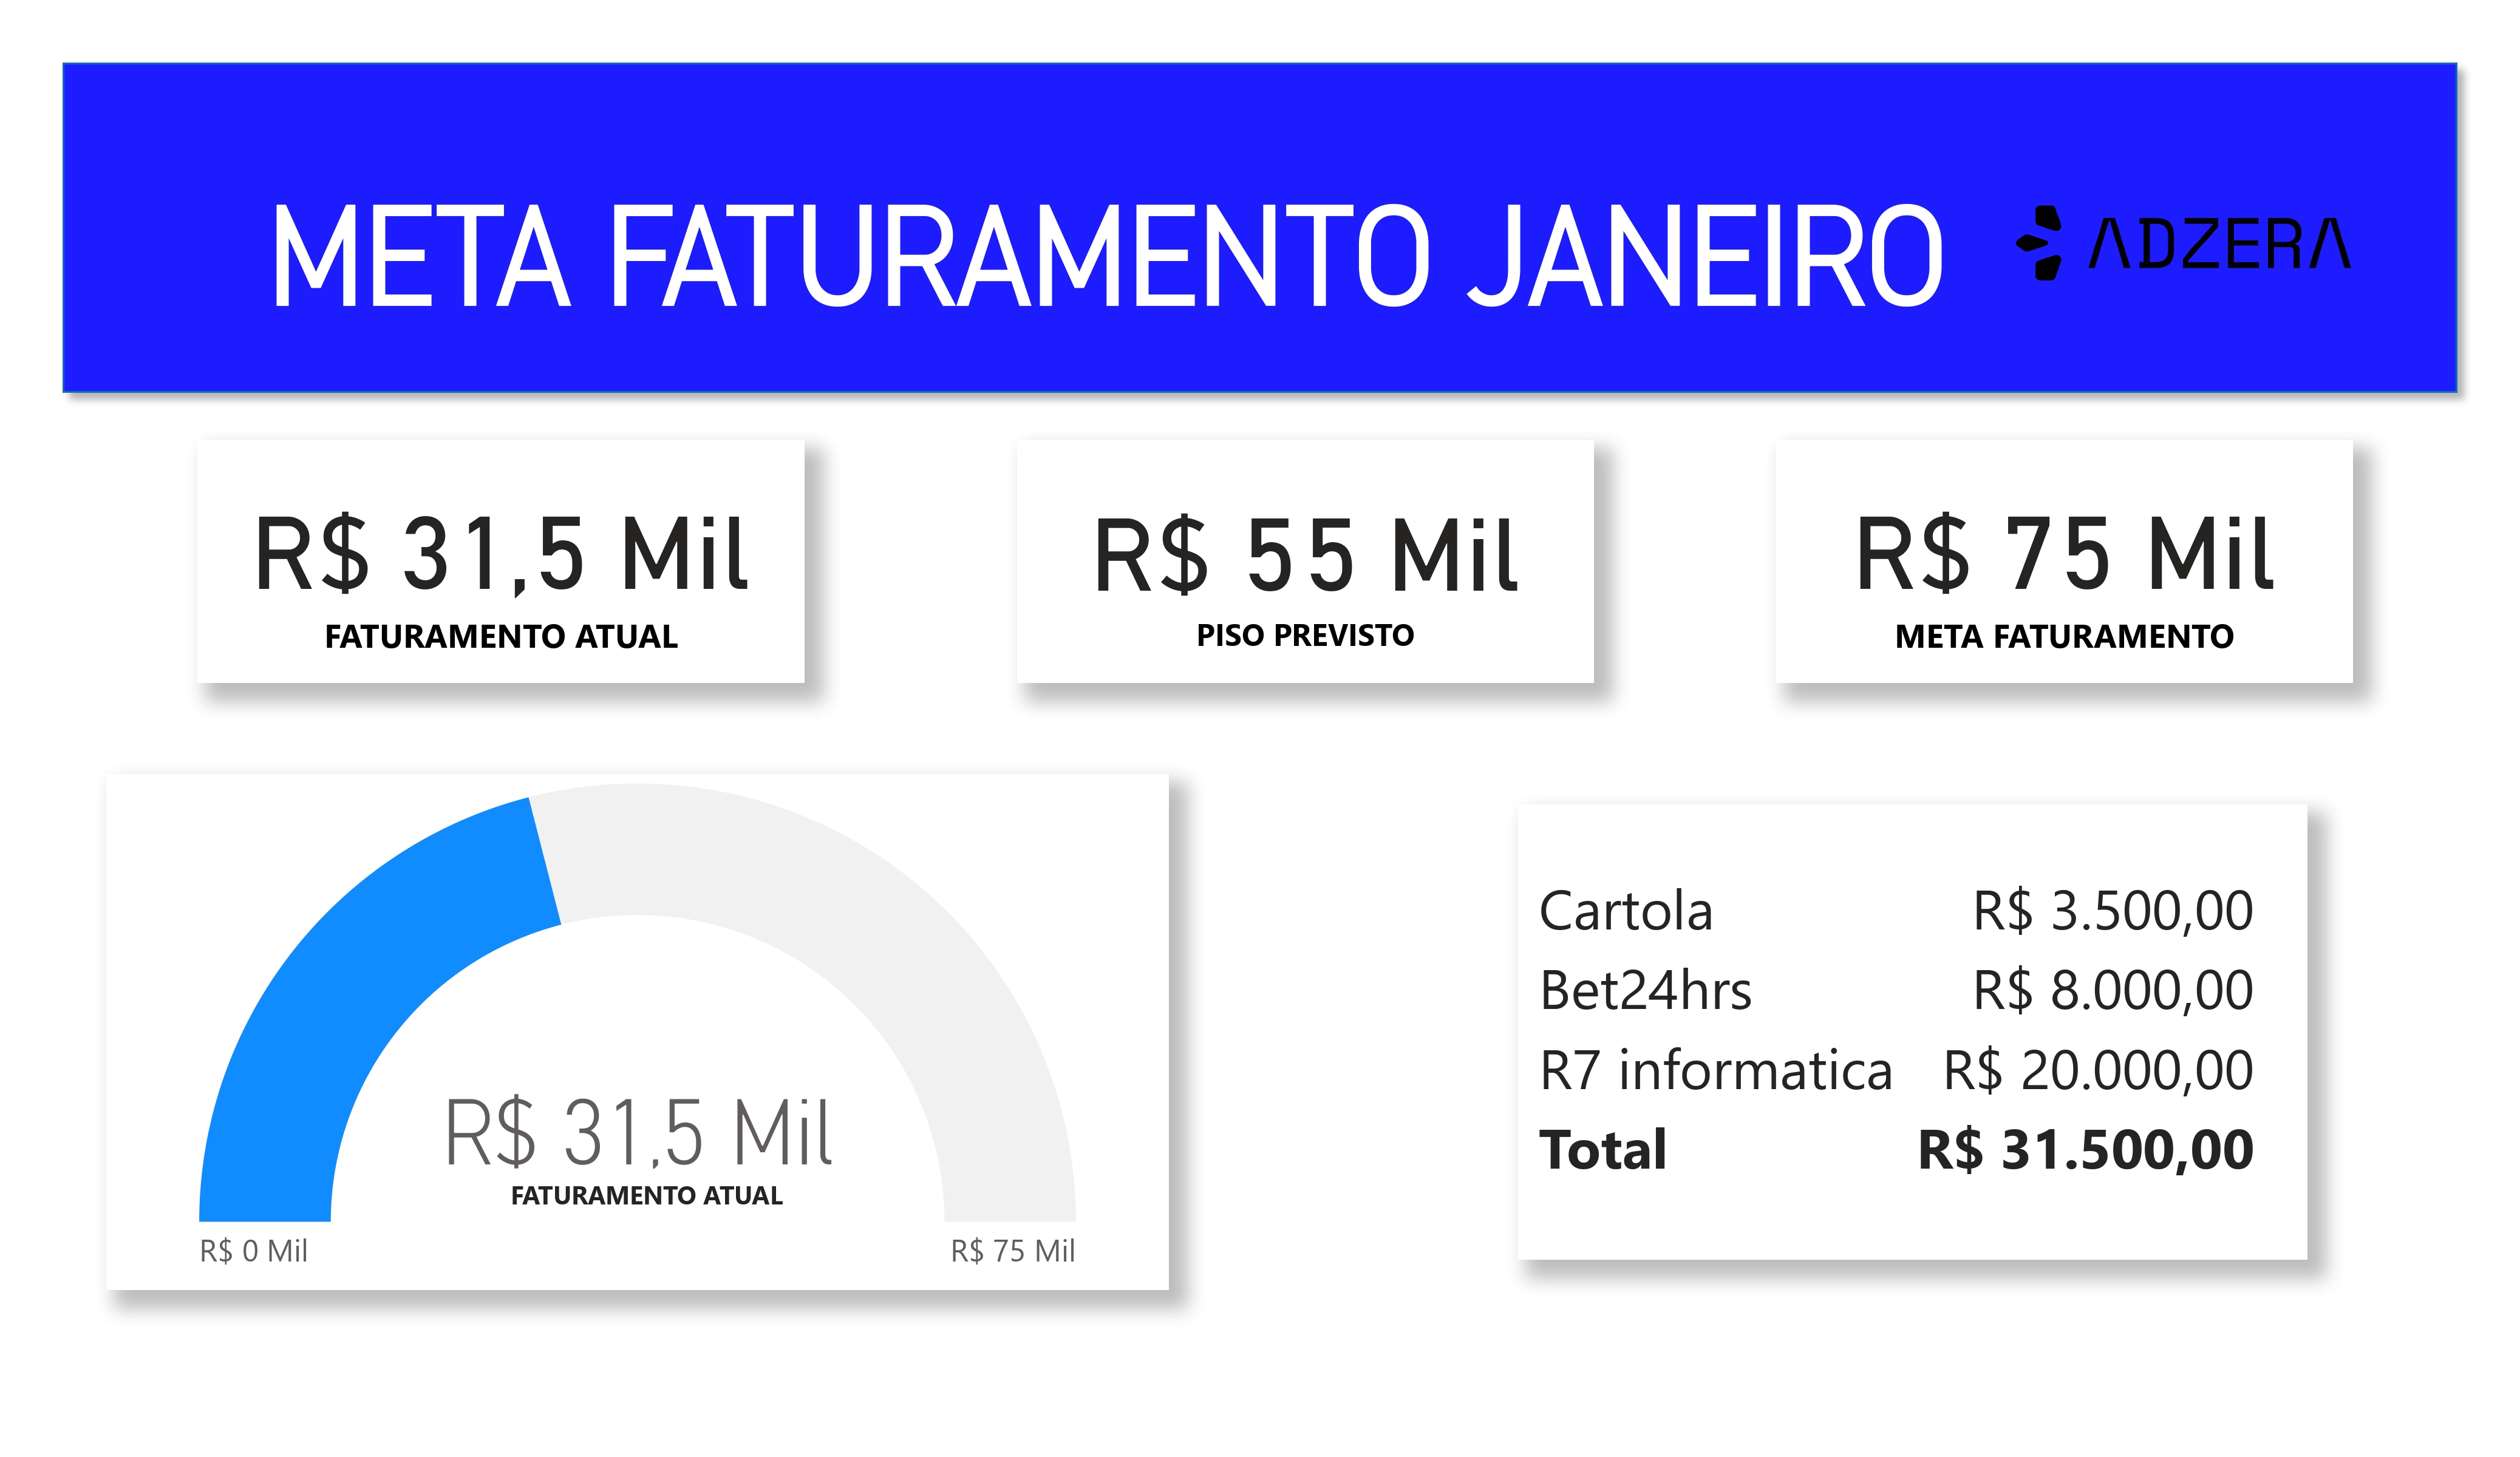 META FATURAMENTO JANEIRO
ADZERA
R$ 31,5 Mil
FATURAMENTO ATUAL
R$ 55 Mil
PISO PREVISTO
R$ 75 Mil
META FATURAMENTO
R$ 31,5 Mil
FATURAMENTO ATUAL
R$ 0 Mil
R$ 75 Mil
Cartola R$ 3.500,00
Bet24hrs R$ 8.000,00
R7 informatica R$ 20.000,00
Total R$ 31.500,00